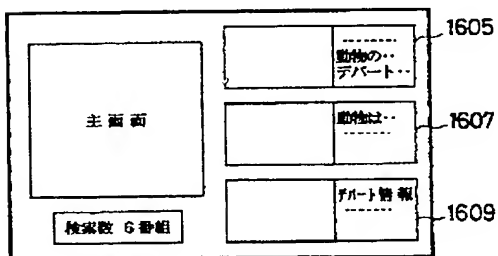 主画面
検索数 6番組
動物の‥
デパート‥
1605
動物は‥
1607
デパート情報
1609